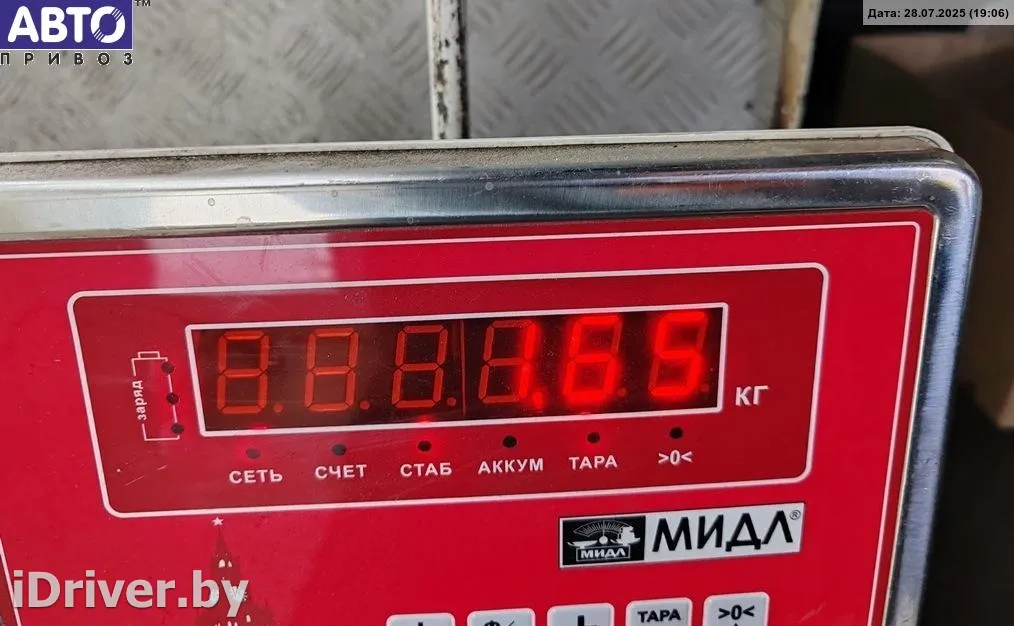 АВТО™
ПРИВОЗ
Дата: 28.07.2025 (19:06)
1.65
КГ
заряд
СЕТЬ СЧЕТ СТАБ АККУМ ТАРА >0<
МИДЛ
МИДЛ®
iDriver.by
ТАРА >0<